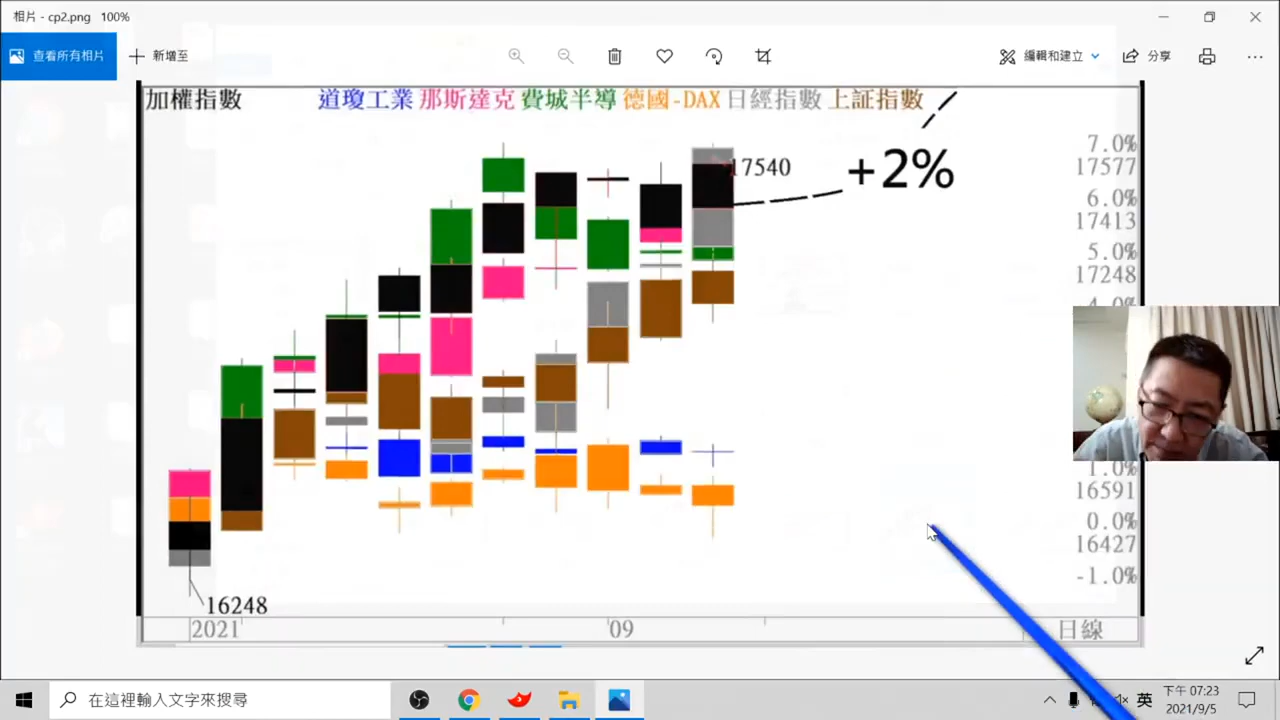 相片 - cp2.png 100%
查看所有相片 新增至 編輯和建立 分享
加權指數 道瓊工業 那斯達克 費城半導 德國-DAX 日經指數 上証指數
7.0%
17540 +2% 17577
6.0%
17413
5.0%
17248
1.0%
16591
0.0%
16427
-1.0%
16248
2021 09 日線
在這裡輸入文字來搜尋
英 下午 07:23
2021/9/5